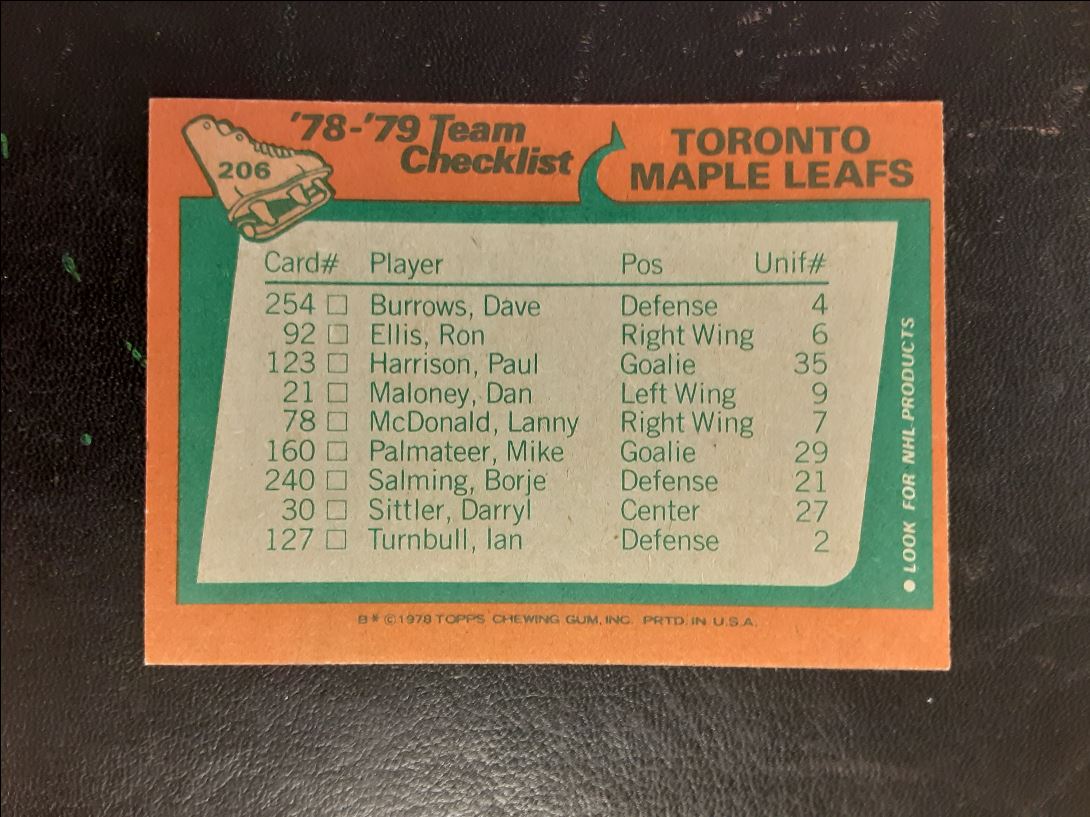 206
'78-'79 Team
Checklist
TORONTO
MAPLE LEAFS
Card# Player Pos Unif#
254 □ Burrows, Dave Defense 4
92 □ Ellis, Ron Right Wing 6
123 □ Harrison, Paul Goalie 35
21 □ Maloney, Dan Left Wing 9
78 □ McDonald, Lanny Right Wing 7
160 □ Palmateer, Mike Goalie 29
240 □ Salming, Borje Defense 21
30 □ Sittler, Darryl Center 27
127 □ Turnbull, Ian Defense 2
● LOOK FOR NHL PRODUCTS
B* ©1978 TOPPS CHEWING GUM, INC. PRTD. IN U.S.A.